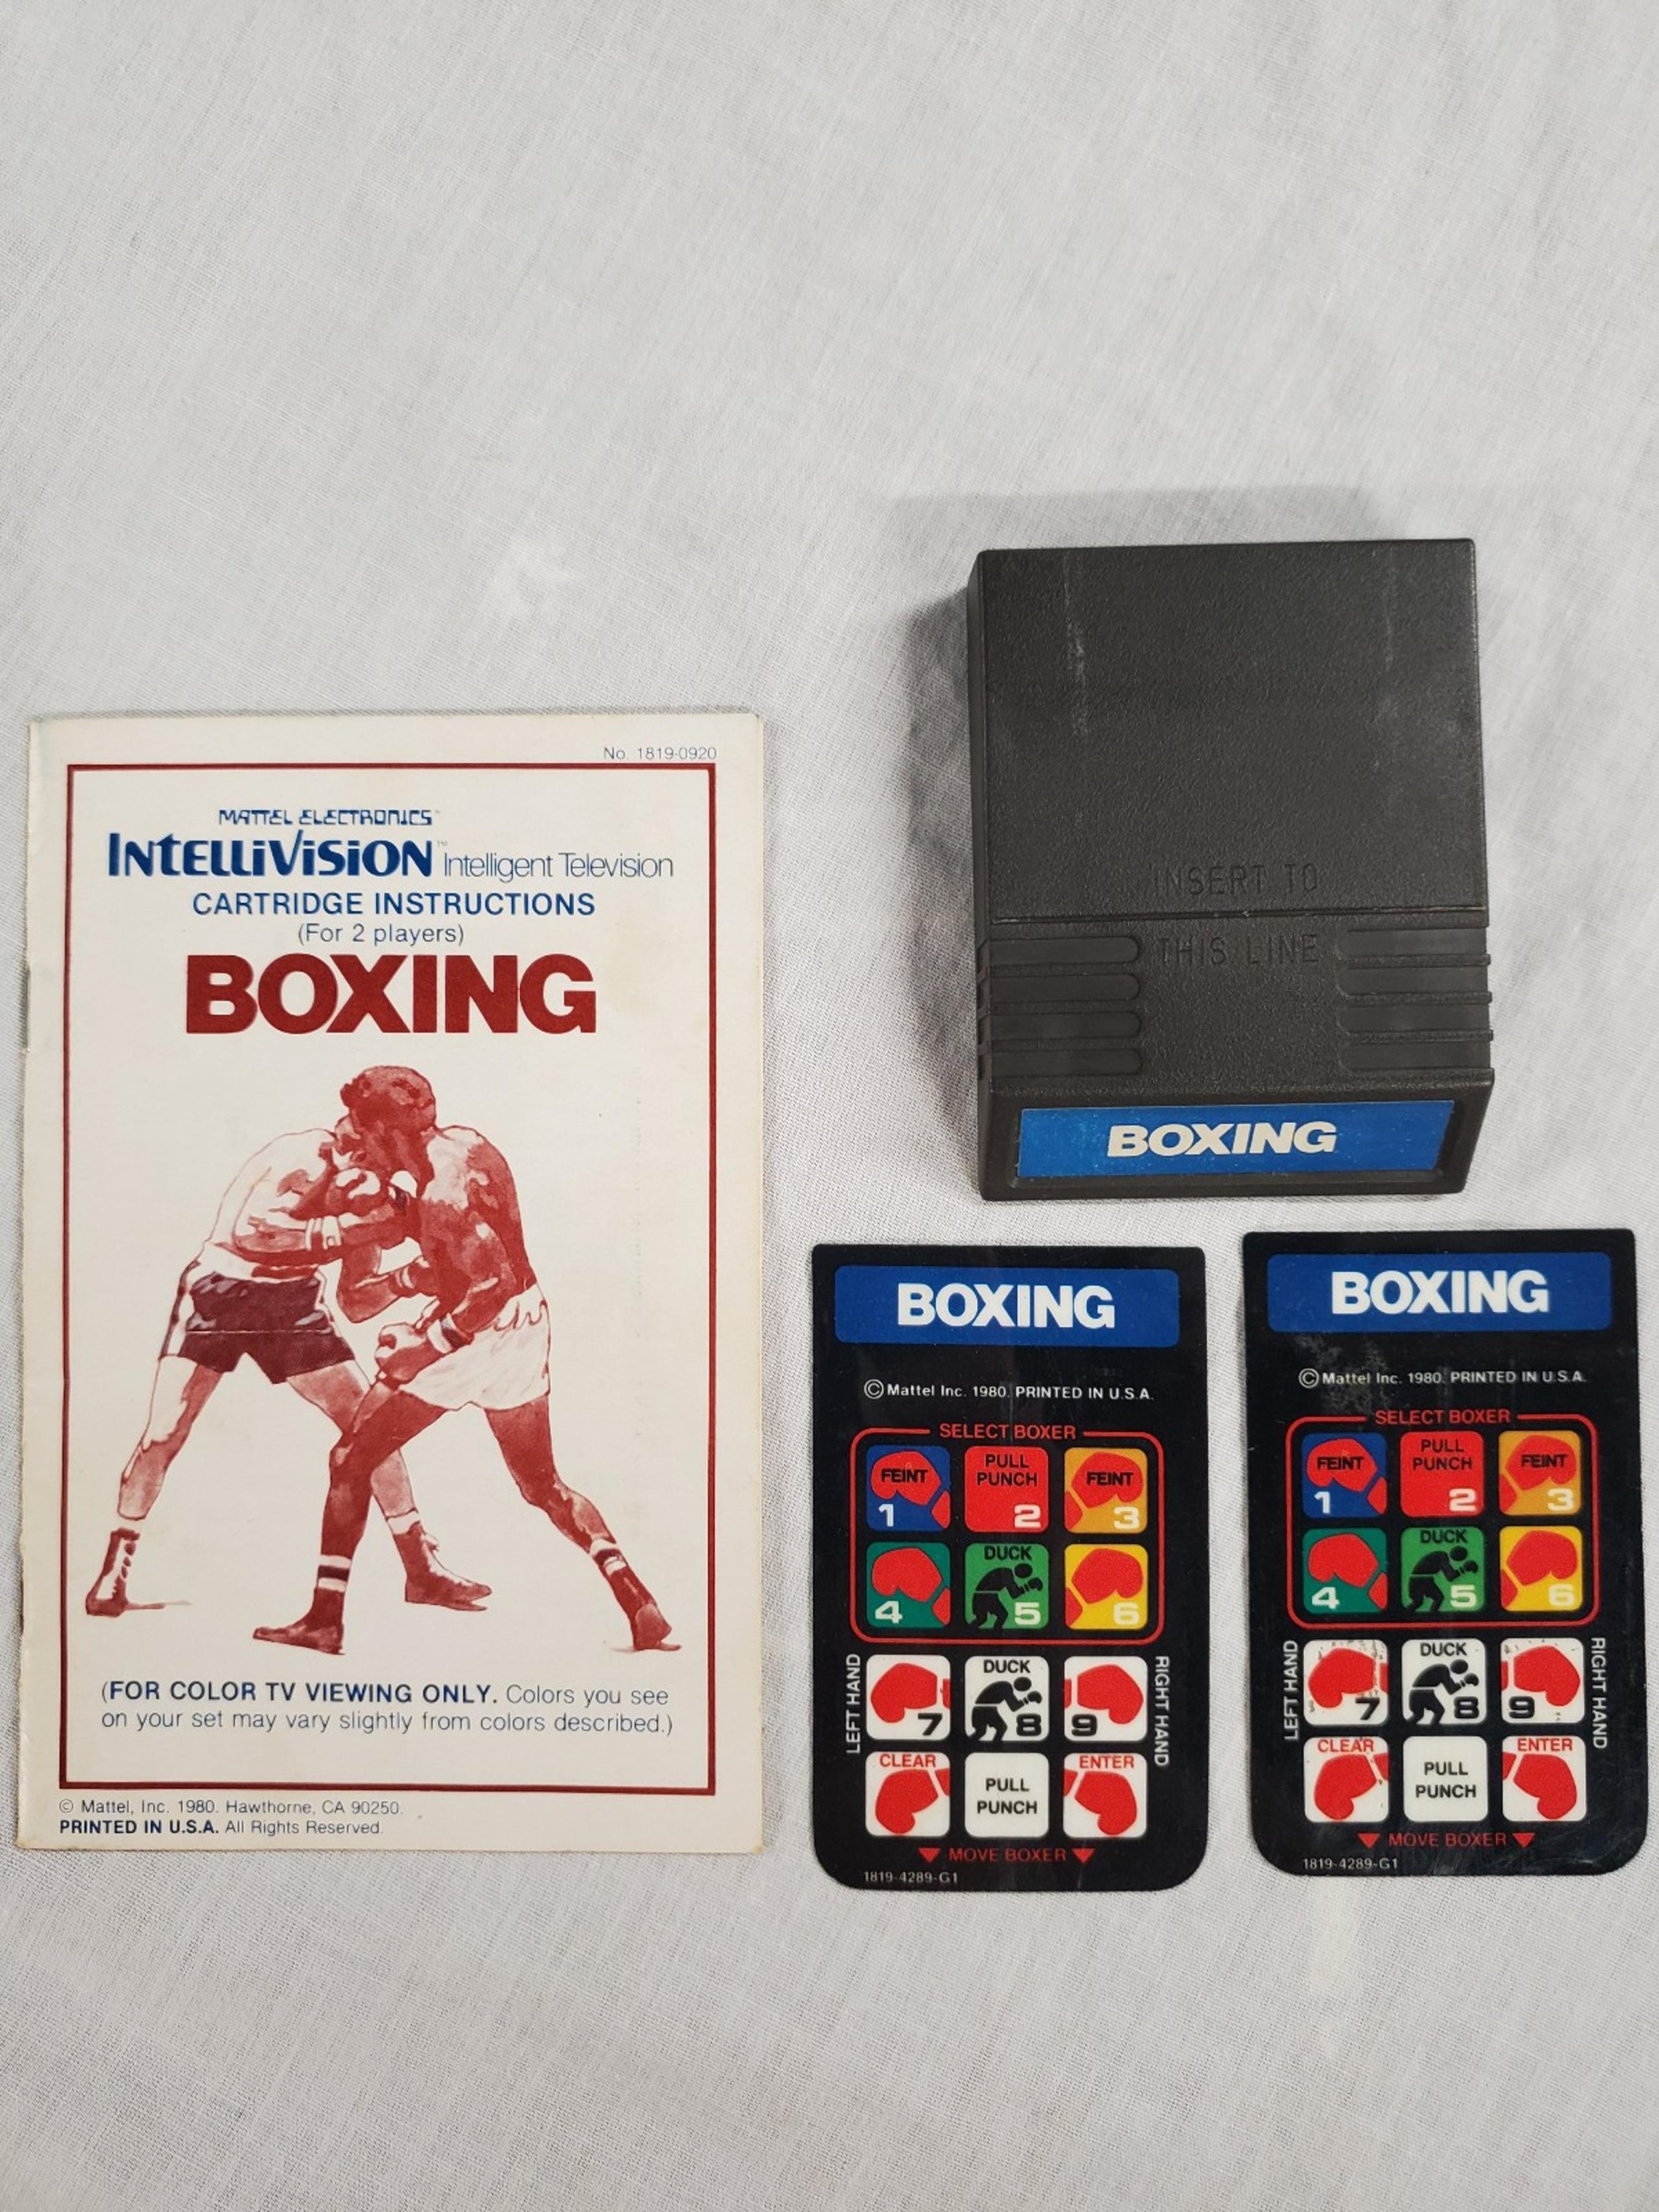 No. 1819-0920
MATTEL ELECTRONICS™
INTELLIVISION™ Intelligent Television
CARTRIDGE INSTRUCTIONS
(For 2 players)
BOXING
(FOR COLOR TV VIEWING ONLY. Colors you see
on your set may vary slightly from colors described.)
© Mattel, Inc. 1980. Hawthorne, CA 90250.
PRINTED IN U.S.A. All Rights Reserved.
INSERT TO
THIS LINE
BOXING
BOXING
© Mattel Inc. 1980. PRINTED IN U.S.A.
SELECT BOXER
FEINT
1
PULL
PUNCH
2
FEINT
3
4
DUCK
5
6
LEFT HAND
7
DUCK
8
9
RIGHT HAND
CLEAR
PULL
PUNCH
ENTER
MOVE BOXER
1819-4289-G1
BOXING
© Mattel Inc. 1980. PRINTED IN U.S.A.
SELECT BOXER
FEINT
1
PULL
PUNCH
2
FEINT
3
4
DUCK
5
6
LEFT HAND
7
DUCK
8
9
RIGHT HAND
CLEAR
PULL
PUNCH
ENTER
MOVE BOXER
1819-4289-G1